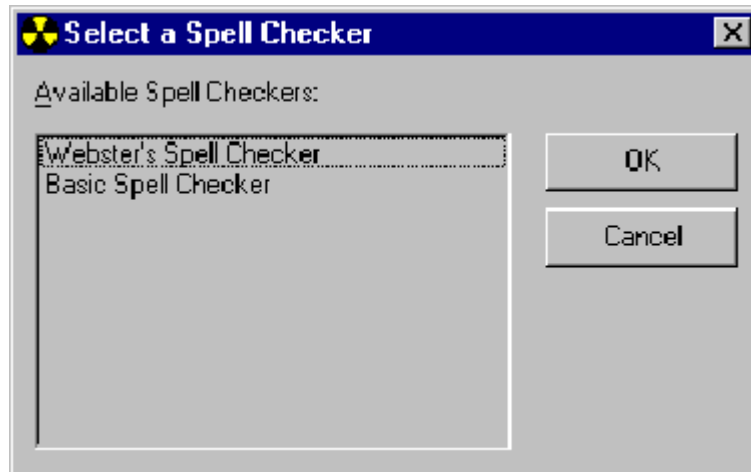 Select a Spell Checker
Available Spell Checkers:
Webster's Spell Checker
Basic Spell Checker
OK
Cancel